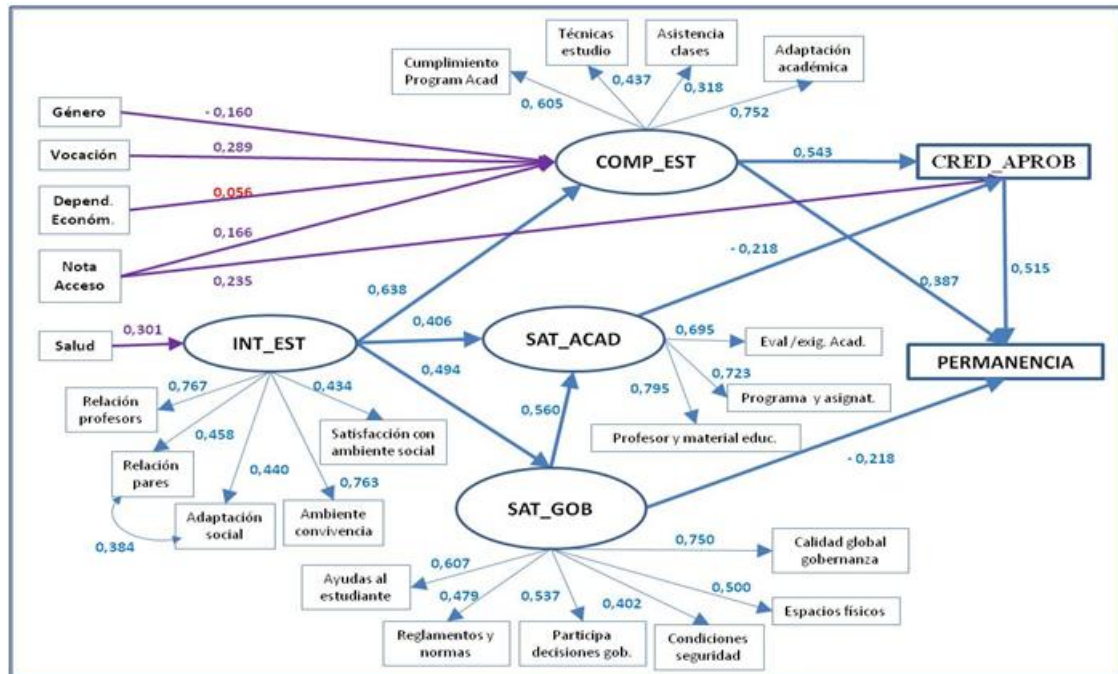 Técnicas
estudio
Asistencia
clases
Adaptación
académica
Cumplimiento
Program Acad
0, 605
0,437
0,318
0,752
Género
- 0,160
Vocación
0,289
Depend.
Económ.
0,056
Nota
Acceso
0,166
0,235
COMP_EST
0,543
CRED_APROB
- 0,218
0,387
0,515
0,638
Salud
0,301
INT_EST
0,406
0,494
SAT_ACAD
0,695
Eval /exig. Acad.
0,723
Programa y asignat.
0,795
Profesor y material educ.
PERMANENCIA
0,767
Relación
profesors
0,458
Relación
pares
0,440
Adaptación
social
0,384
0,434
Satisfacción con
ambiente social
0,763
Ambiente
convivencia
0,560
- 0,218
SAT_GOB
0,750
Calidad global
gobernanza
0,607
Ayudas al
estudiante
0,479
Reglamentos y
normas
0,537
Participa
decisiones gob.
0,402
Condiciones
seguridad
0,500
Espacios físicos